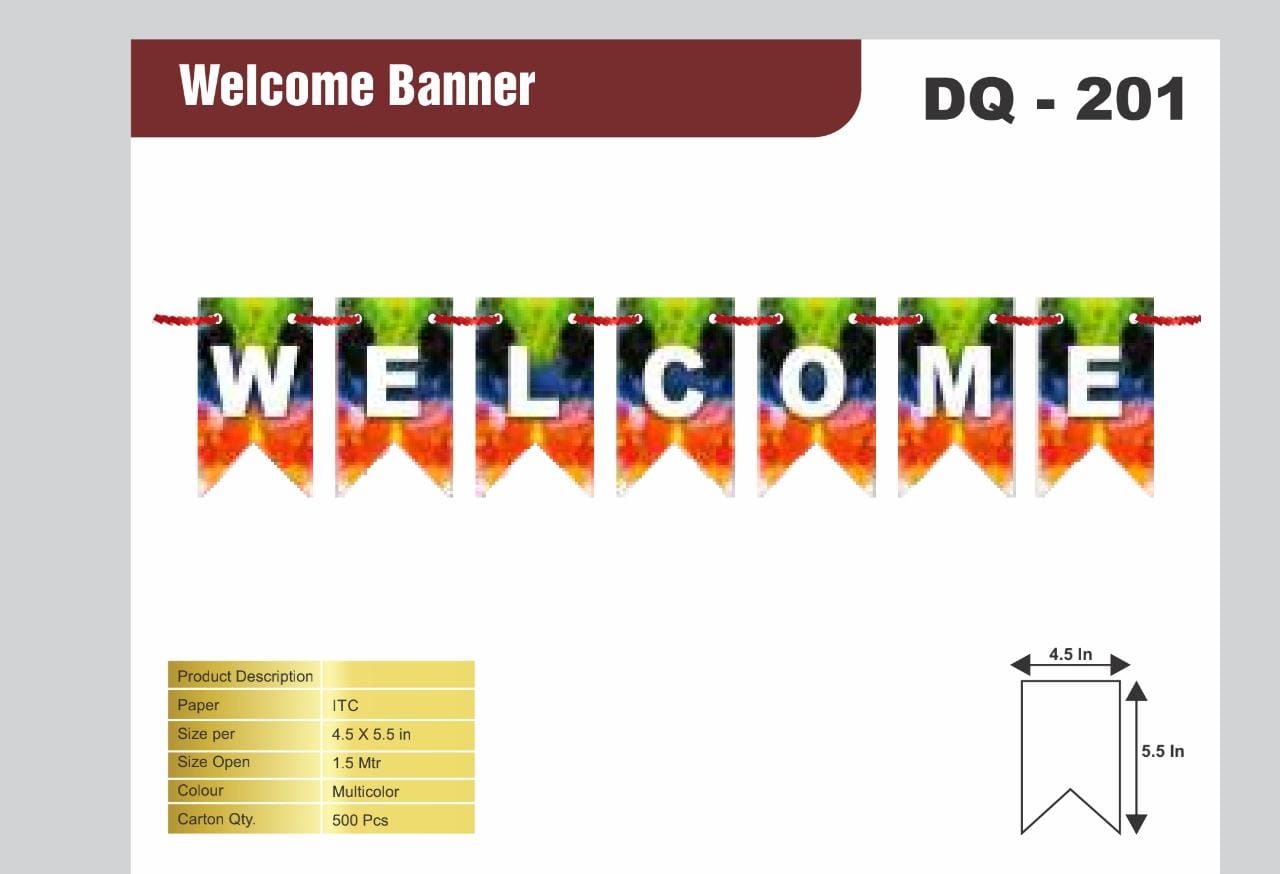 Welcome Banner
DQ - 201
WELCOME
Product Description
Paper ITC
Size per 4.5 X 5.5 in
Size Open 1.5 Mtr
Colour Multicolor
Carton Qty. 500 Pcs
4.5 In
5.5 In